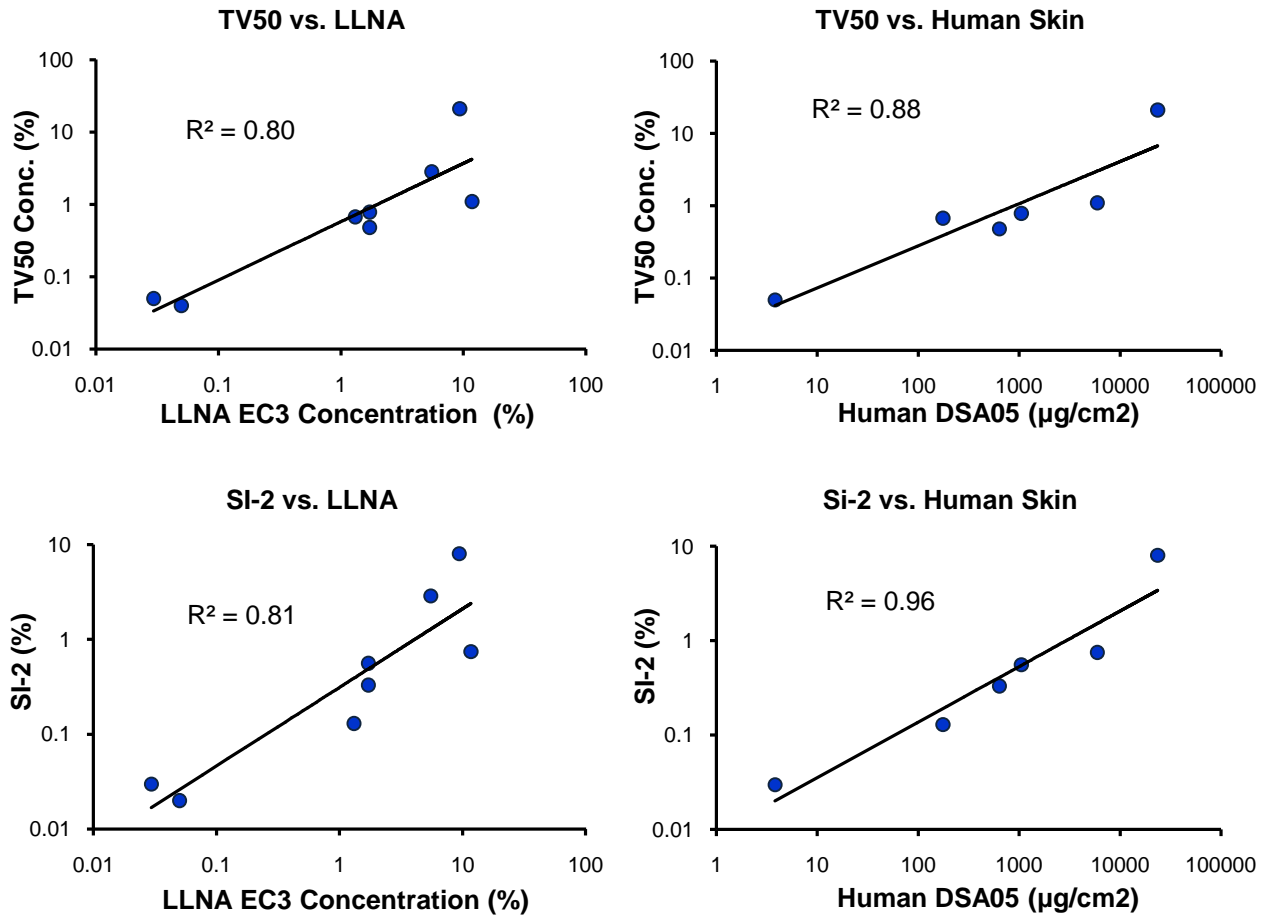 TV50 vs. LLNA
100
10
1
0.1
0.01
TV50 Conc. (%)
R² = 0.80
0.01 0.1 1 10 100
LLNA EC3 Concentration (%)
TV50 vs. Human Skin
100
10
1
0.1
0.01
TV50 Conc. (%)
R² = 0.88
1 10 100 1000 10000 100000
Human DSA05 (µg/cm2)
SI-2 vs. LLNA
10
1
0.1
0.01
SI-2 (%)
R² = 0.81
0.01 0.1 1 10 100
LLNA EC3 Concentration (%)
Si-2 vs. Human Skin
10
1
0.1
0.01
SI-2 (%)
R² = 0.96
1 10 100 1000 10000 100000
Human DSA05 (µg/cm2)